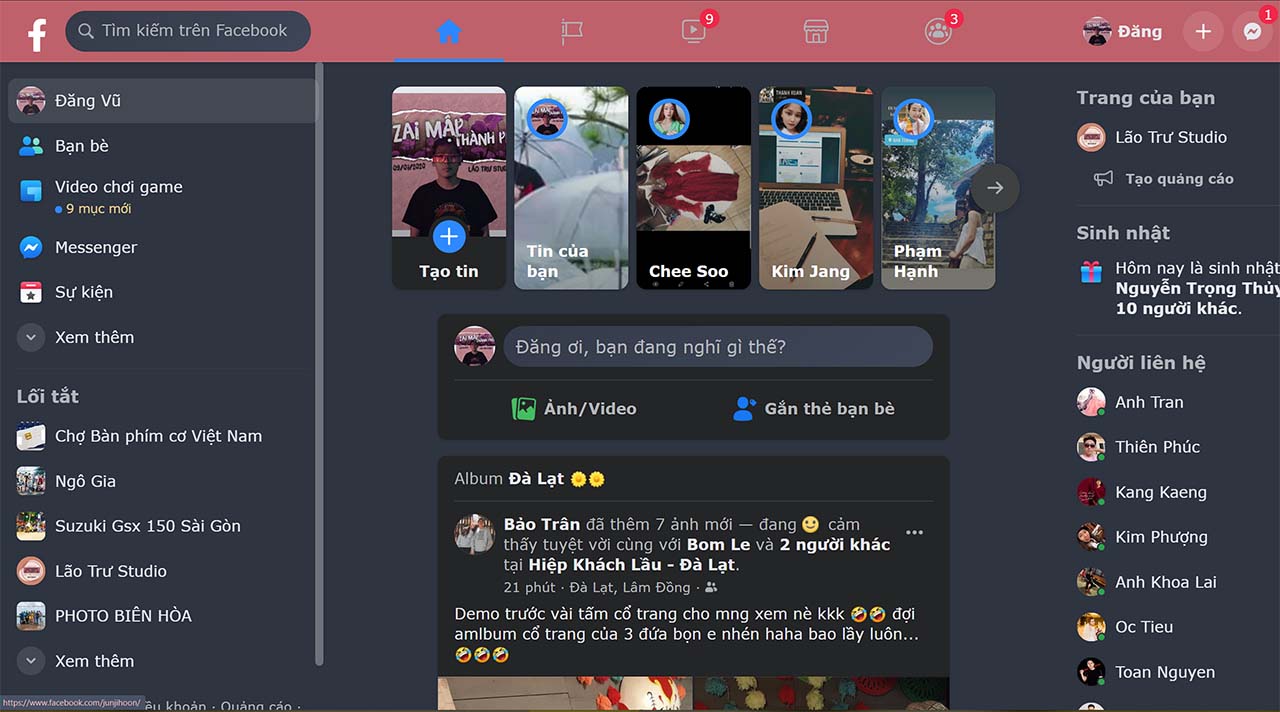 f
Tìm kiếm trên Facebook
9
3
Đăng
1
Đăng Vũ
Bạn bè
Video chơi game
9 mục mới
Messenger
Sự kiện
Xem thêm
Lối tắt
Chợ Bàn phím cơ Việt Nam
Ngô Gia
Suzuki Gsx 150 Sài Gòn
Lão Trư Studio
PHOTO BIÊN HÒA
Xem thêm
https://www.facebook.com/junjihoon/
khoản · Quảng cáo ·
ZAI MẬP
THÀNH P
LÃO TRƯ STUDIO
Tạo tin
Tin của
bạn
Chee Soo
Kim Jang
Phạm
Hạnh
Đăng ơi, bạn đang nghĩ gì thế?
Ảnh/Video
Gắn thẻ bạn bè
Album Đà Lạt 🌼🌼
Bảo Trân đã thêm 7 ảnh mới — đang 🙂 cảm
thấy tuyệt vời cùng với Bom Le và 2 người khác
tại Hiệp Khách Lầu - Đà Lạt.
21 phút · Đà Lạt, Lâm Đồng ·
Demo trước vài tấm cổ trang cho mng xem nè kkk 🤣🤣 đợi
amlbum cổ trang của 3 đứa bọn e nhén haha bao lầy luôn...
🤣🤣🤣
Trang của bạn
Lão Trư Studio
Tạo quảng cáo
Sinh nhật
Hôm nay là sinh nhật
Nguyễn Trọng Thủy
10 người khác.
Người liên hệ
Anh Tran
Thiên Phúc
Kang Kaeng
Kim Phượng
Anh Khoa Lai
Oc Tieu
Toan Nguyen